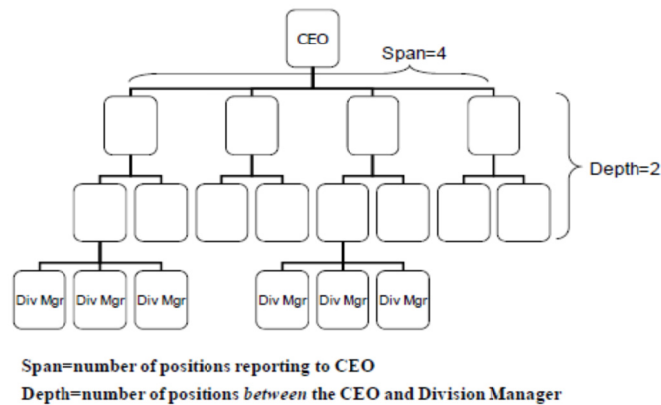 CEO
Span=4
Depth=2
Div Mgr Div Mgr Div Mgr Div Mgr Div Mgr Div Mgr
Span=number of positions reporting to CEO
Depth=number of positions between the CEO and Division Manager